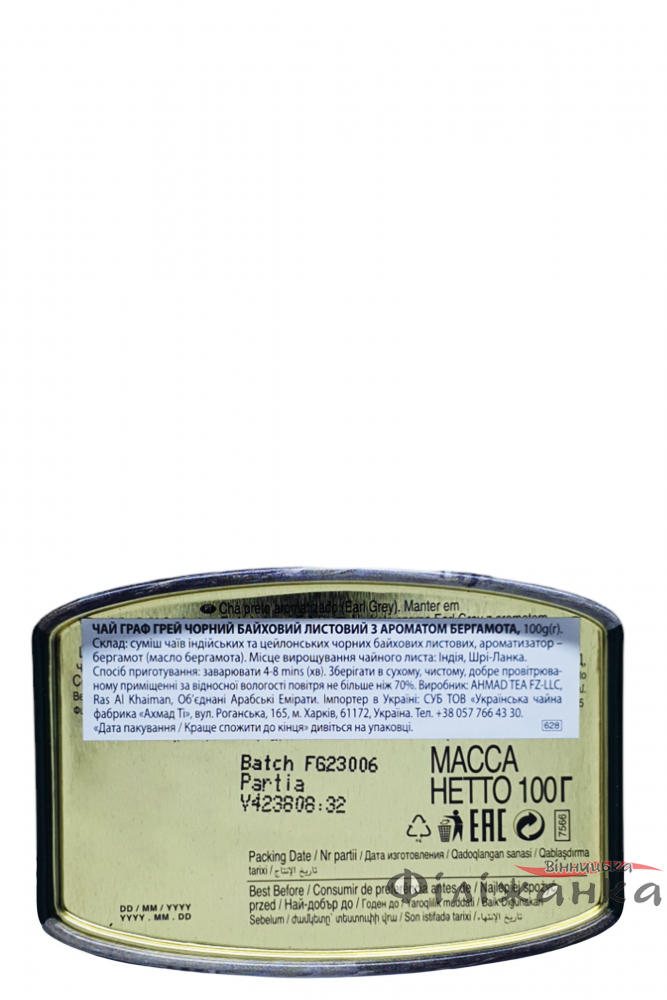 Chá preto aromatizado (Earl Grey). Manter em
ЧАЙ ГРАФ ГРЕЙ ЧОРНИЙ БАЙХОВИЙ ЛИСТОВИЙ З АРОМАТОМ БЕРГАМОТА, 100g(г).
Склад: суміш чаїв індійських та цейлонських чорних байхових листових, ароматизатор –
бергамот (масло бергамота). Місце вирощування чайного листа: Індія, Шрі-Ланка.
Спосіб приготування: заварювати 4-8 mins (хв). Зберігати в сухому, чистому, добре провітрюва-
ному приміщенні за відносної вологості повітря не більше ніж 70%. Виробник: AHMAD TEA FZ-LLC,
Ras Al Khaiman, Об'єднані Арабські Емірати. Імпортер в Україні: СУБ ТОВ «Українська чайна
фабрика «Ахмад Ті», вул. Роганська, 165, м. Харків, 61172, Україна. Тел. +38 057 766 43 30.
«Дата пакування / Краще спожити до кінця» дивіться на упаковці.
628
Batch FG23006
Partia
V423808:32
МАССА
НЕТТО 100Г
EAC
7566
Packing Date / Nr partii / Дата изготовления / Qadoqlangan sanasi / Qablaşdırma
tarixi / تاريخ الإنتاج
Вінницька
Філіжанка
Best Before / Consumir de preferência antes de / Najlepiej spożyć
przed / Най-добър до / Годен до / Yaroqlilik muddati / Baik Digunakan
Sebelum / Ժամկետը՝ տեսուողի վրա / Son istifadə tarixi / تاريخ الإنتهاء
DD / MM / YYYY
YYYY . MM . DD